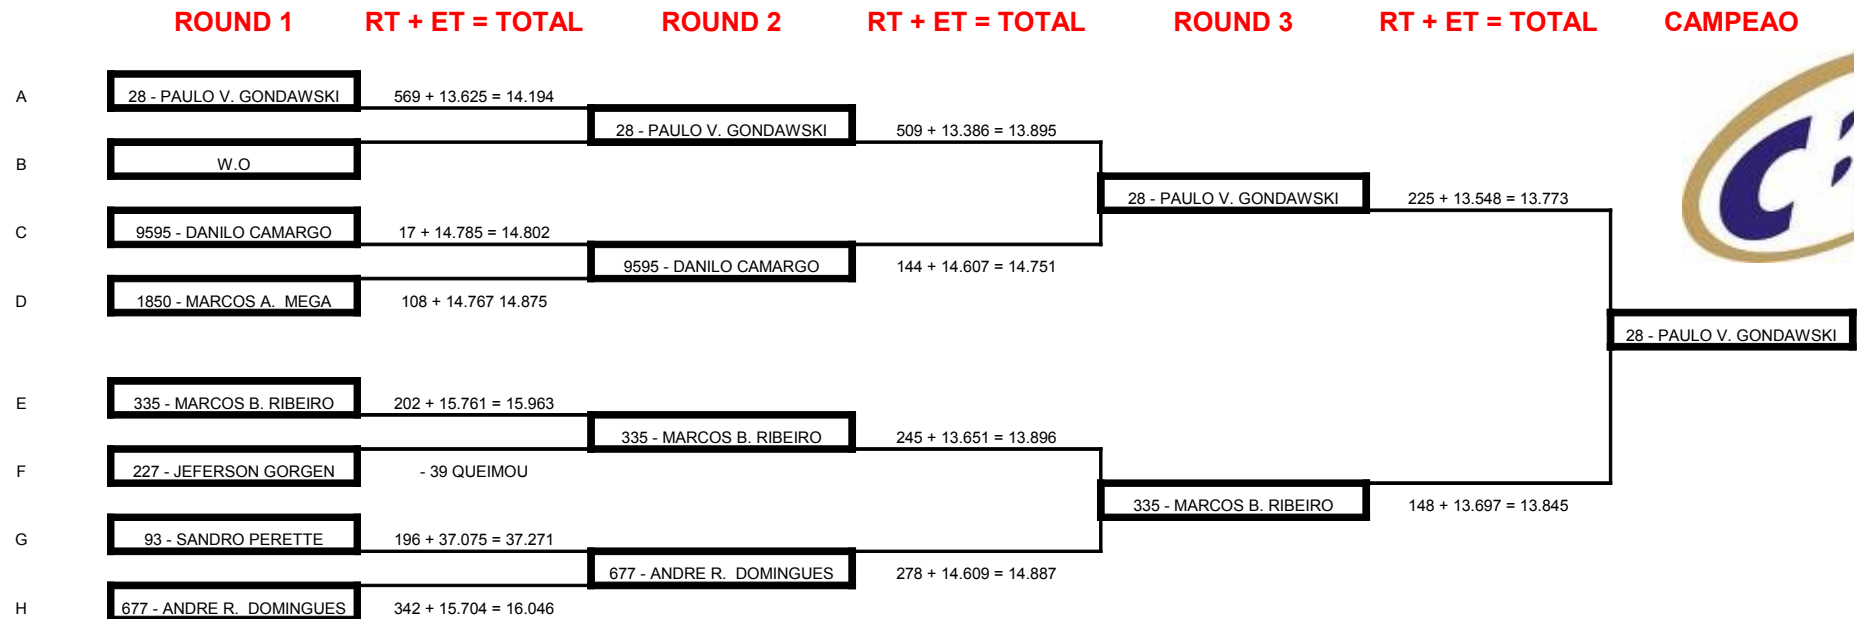 ROUND 1 RT + ET = TOTAL ROUND 2 RT + ET = TOTAL ROUND 3 RT + ET = TOTAL CAMPEAO
A 28 - PAULO V. GONDAWSKI 569 + 13.625 = 14.194
28 - PAULO V. GONDAWSKI 509 + 13.386 = 13.895
B W.O
28 - PAULO V. GONDAWSKI 225 + 13.548 = 13.773
C 9595 - DANILO CAMARGO 17 + 14.785 = 14.802
9595 - DANILO CAMARGO 144 + 14.607 = 14.751
D 1850 - MARCOS A. MEGA 108 + 14.767 14.875
28 - PAULO V. GONDAWSKI
E 335 - MARCOS B. RIBEIRO 202 + 15.761 = 15.963
335 - MARCOS B. RIBEIRO 245 + 13.651 = 13.896
F 227 - JEFERSON GORGEN - 39 QUEIMOU
335 - MARCOS B. RIBEIRO 148 + 13.697 = 13.845
G 93 - SANDRO PERETTE 196 + 37.075 = 37.271
677 - ANDRE R. DOMINGUES 278 + 14.609 = 14.887
H 677 - ANDRE R. DOMINGUES 342 + 15.704 = 16.046